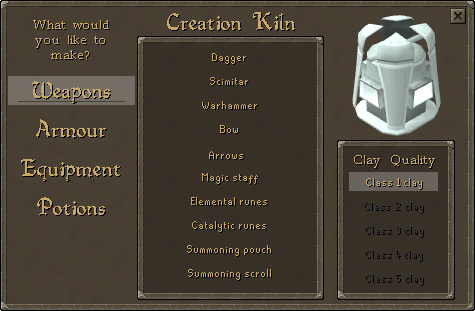 What would
you like to
make?
Weapons
Armour
Equipment
Potions
Creation Kiln
Dagger
Scimitar
Warhammer
Bow
Arrows
Magic staff
Elemental runes
Catalytic runes
Summoning pouch
Summoning scroll
Clay Quality
Class 1 clay
Class 2 clay
Class 3 clay
Class 4 clay
Class 5 clay